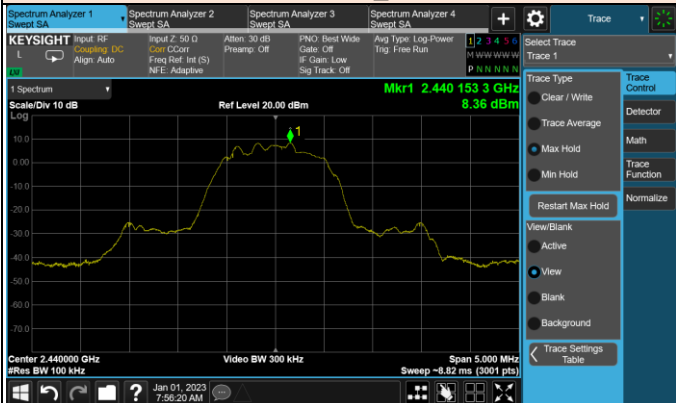 Spectrum Analyzer 1
Swept SA
Spectrum Analyzer 2
Swept SA
Spectrum Analyzer 3
Swept SA
Spectrum Analyzer 4
Swept SA
+
Trace
KEYSIGHT
L
LU
Input: RF
Coupling: DC
Align: Auto
Input Z: 50 Ω
Corr CCorr
Freq Ref: Int (S)
NFE: Adaptive
Atten: 30 dB
Preamp: Off
PNO: Best Wide
Gate: Off
IF Gain: Low
Sig Track: Off
Avg Type: Log-Power
Trig: Free Run
1 2 3 4 5 6
M W W W W W
P N N N N N
Select Trace
Trace 1
1 Spectrum
Scale/Div 10 dB
Log
Ref Level 20.00 dBm
Mkr1 2.440 153 3 GHz
8.36 dBm
1
10.0
0.00
-10.0
-20.0
-30.0
-40.0
-50.0
-60.0
-70.0
Center 2.440000 GHz
#Res BW 100 kHz
Video BW 300 kHz
Span 5.000 MHz
Sweep ~8.82 ms (3001 pts)
Trace Type
Clear / Write
Trace Average
Max Hold
Min Hold
Restart Max Hold
View/Blank
Active
View
Blank
Background
Trace Settings
Table
Trace
Control
Detector
Math
Trace
Function
Normalize
?
Jan 01, 2023
7:56:20 AM